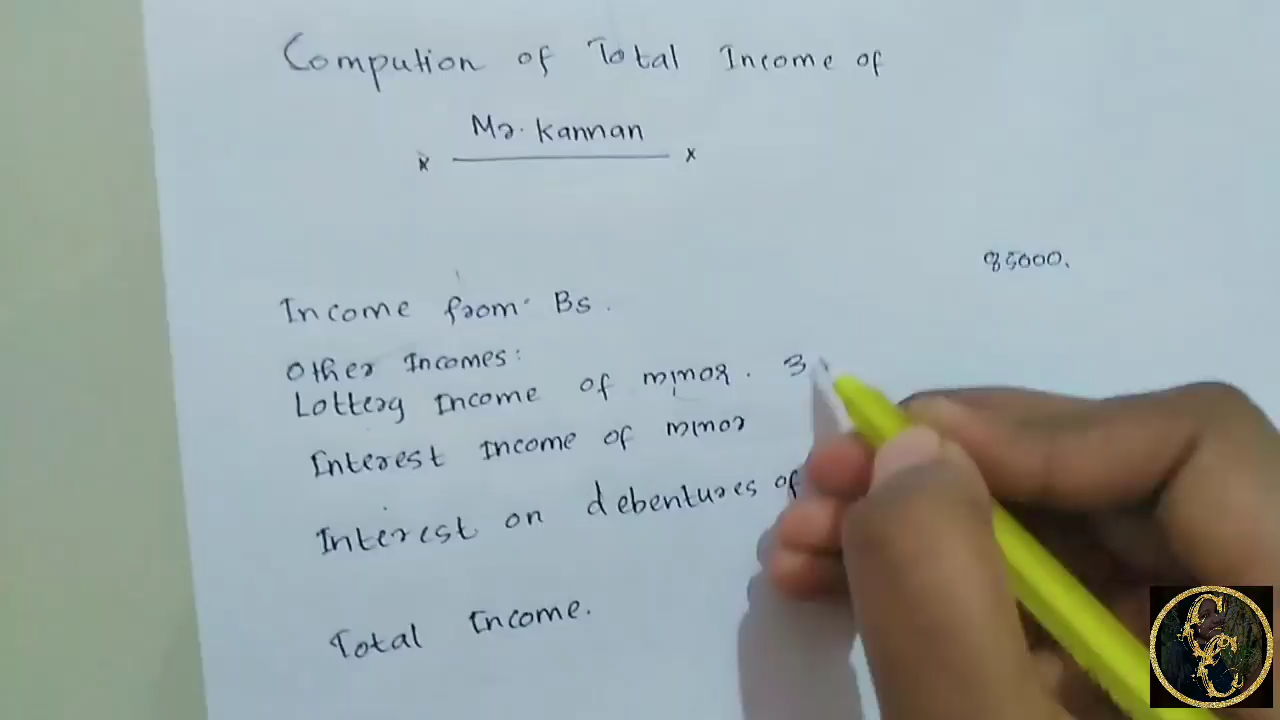 Compution of Total Income of
Mr. Kannan
x x
85000.
Income from Bs.
Other Incomes:
Lottery Income of minor. 3
Interest Income of minor
Interest on debentures of
Total Income.